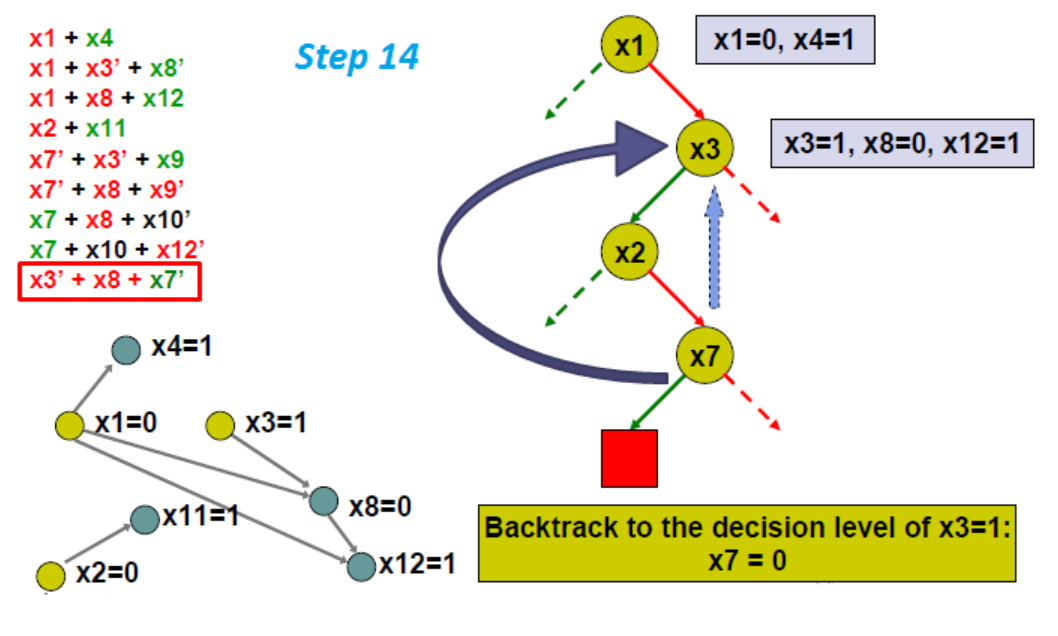 x1 + x4
x1 + x3’ + x8’
x1 + x8 + x12
x2 + x11
x7’ + x3’ + x9
x7’ + x8 + x9’
x7 + x8 + x10’
x7 + x10 + x12’
x3’ + x8 + x7’
Step 14
x1
x1=0, x4=1
x3
x3=1, x8=0, x12=1
x2
x7
x4=1
x1=0
x3=1
x11=1
x8=0
x2=0
x12=1
Backtrack to the decision level of x3=1:
x7 = 0